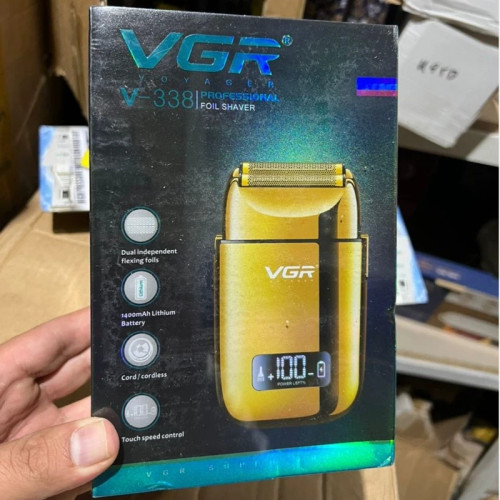 VGR®
VOYAGER
V-338 PROFESSIONAL
FOIL SHAVER
Dual independent
flexing foils
1400mAh Lithium
Battery
Cord / cordless
Touch speed control
VGR
+100-
POWER LEFT%
VGR